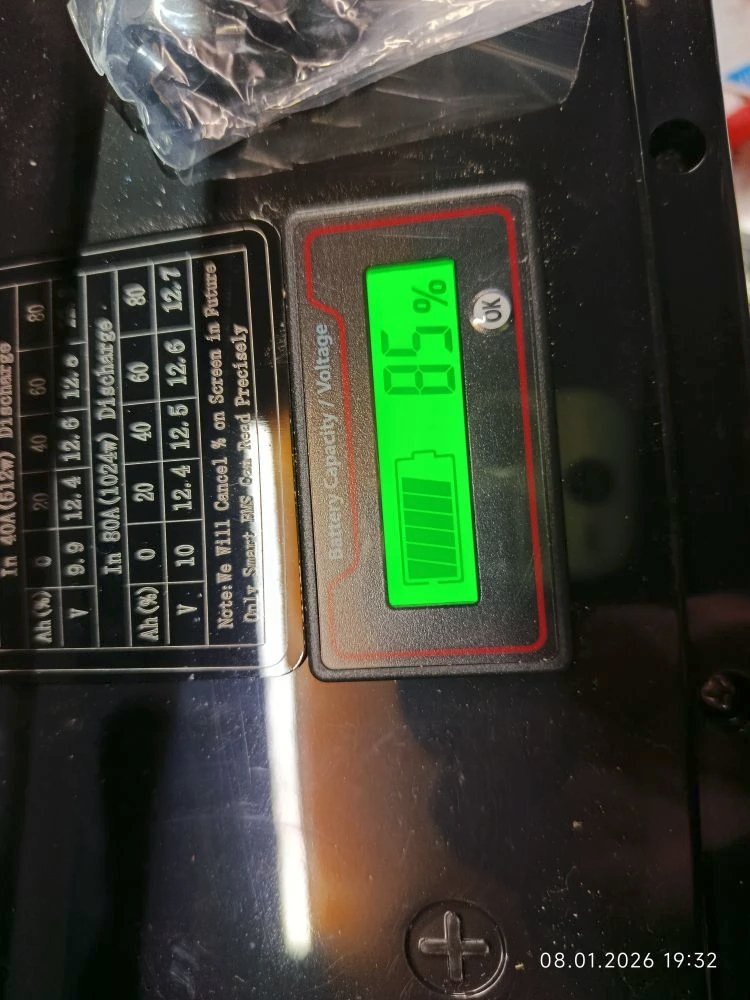 In 40A(512w) Discharge
Ah(%) 0 20 40 60 80
V 9.9 12.4 12.6 12.8
In 80A(1024w) Discharge
Ah(%) 0 20 40 60 80
V 10 12.4 12.5 12.6 12.7
Note:We Will Cancel % on Screen in Future
Only Smart BMS Can Read Precisely
Battery Capacity / Voltage
85%
OK
+
08.01.2026 19:32